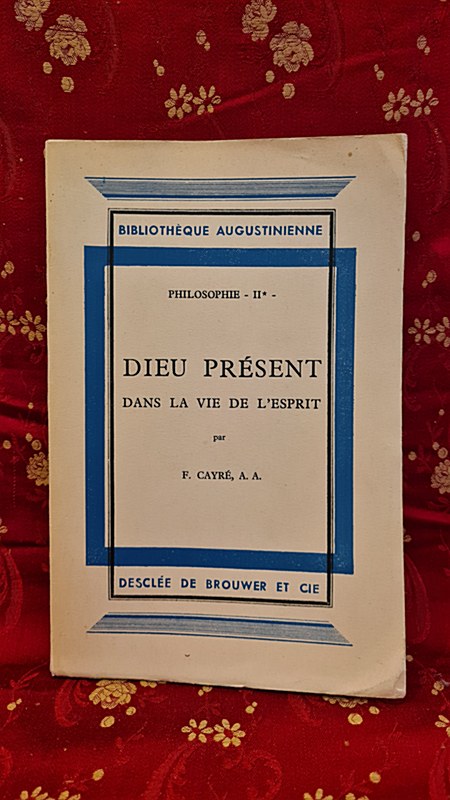 BIBLIOTHÈQUE AUGUSTINIENNE
PHILOSOPHIE - II* -
DIEU PRÉSENT
DANS LA VIE DE L'ESPRIT
par
F. CAYRÉ, A. A.
DESCLÉE DE BROUWER ET CIE